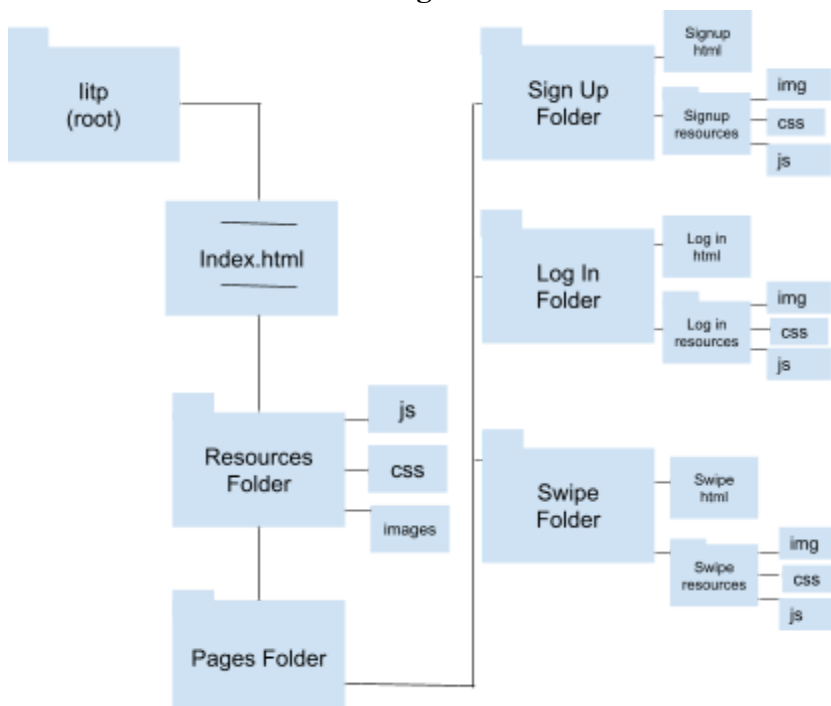 litp
(root)
Index.html
Resources
Folder
js
css
images
Pages Folder
Sign Up
Folder
Signup
html
Signup
resources
img
css
js
Log In
Folder
Log in
html
Log in
resources
img
css
js
Swipe
Folder
Swipe
html
Swipe
resources
img
css
js